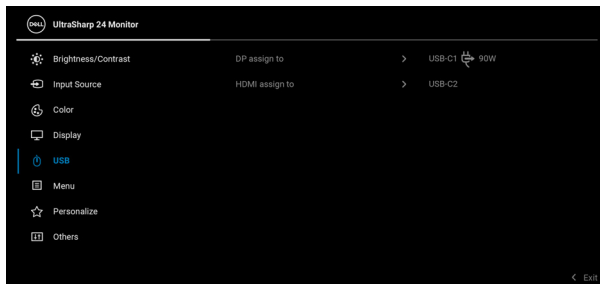 DELL UltraSharp 24 Monitor
Brightness/Contrast DP assign to > USB-C1 90W
Input Source HDMI assign to > USB-C2
Color
Display
USB
Menu
Personalize
Others
< Exit